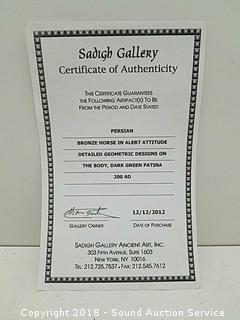 Sadigh Gallery
Certificate of Authenticity
THIS CERTIFICATE GUARANTEES
THE FOLLOWING ARTIFACT(S) TO BE
FROM THE PERIOD AND DATE STATED
PERSIAN
BRONZE HORSE IN ALERT ATTITUDE
DETAILED GEOMETRIC DESIGNS ON
THE BODY, DARK GREEN PATINA
200 AD
12/12/2012
GALLERY OWNER DATE OF PURCHASE
SADIGH GALLERY ANCIENT ART, INC.
303 FIFTH AVENUE, SUITE 1603
NEW YORK, NY 10016
TEL: 212.725.7537 • FAX: 212.545.7612
Copyright 2018 - Sound Auction Service